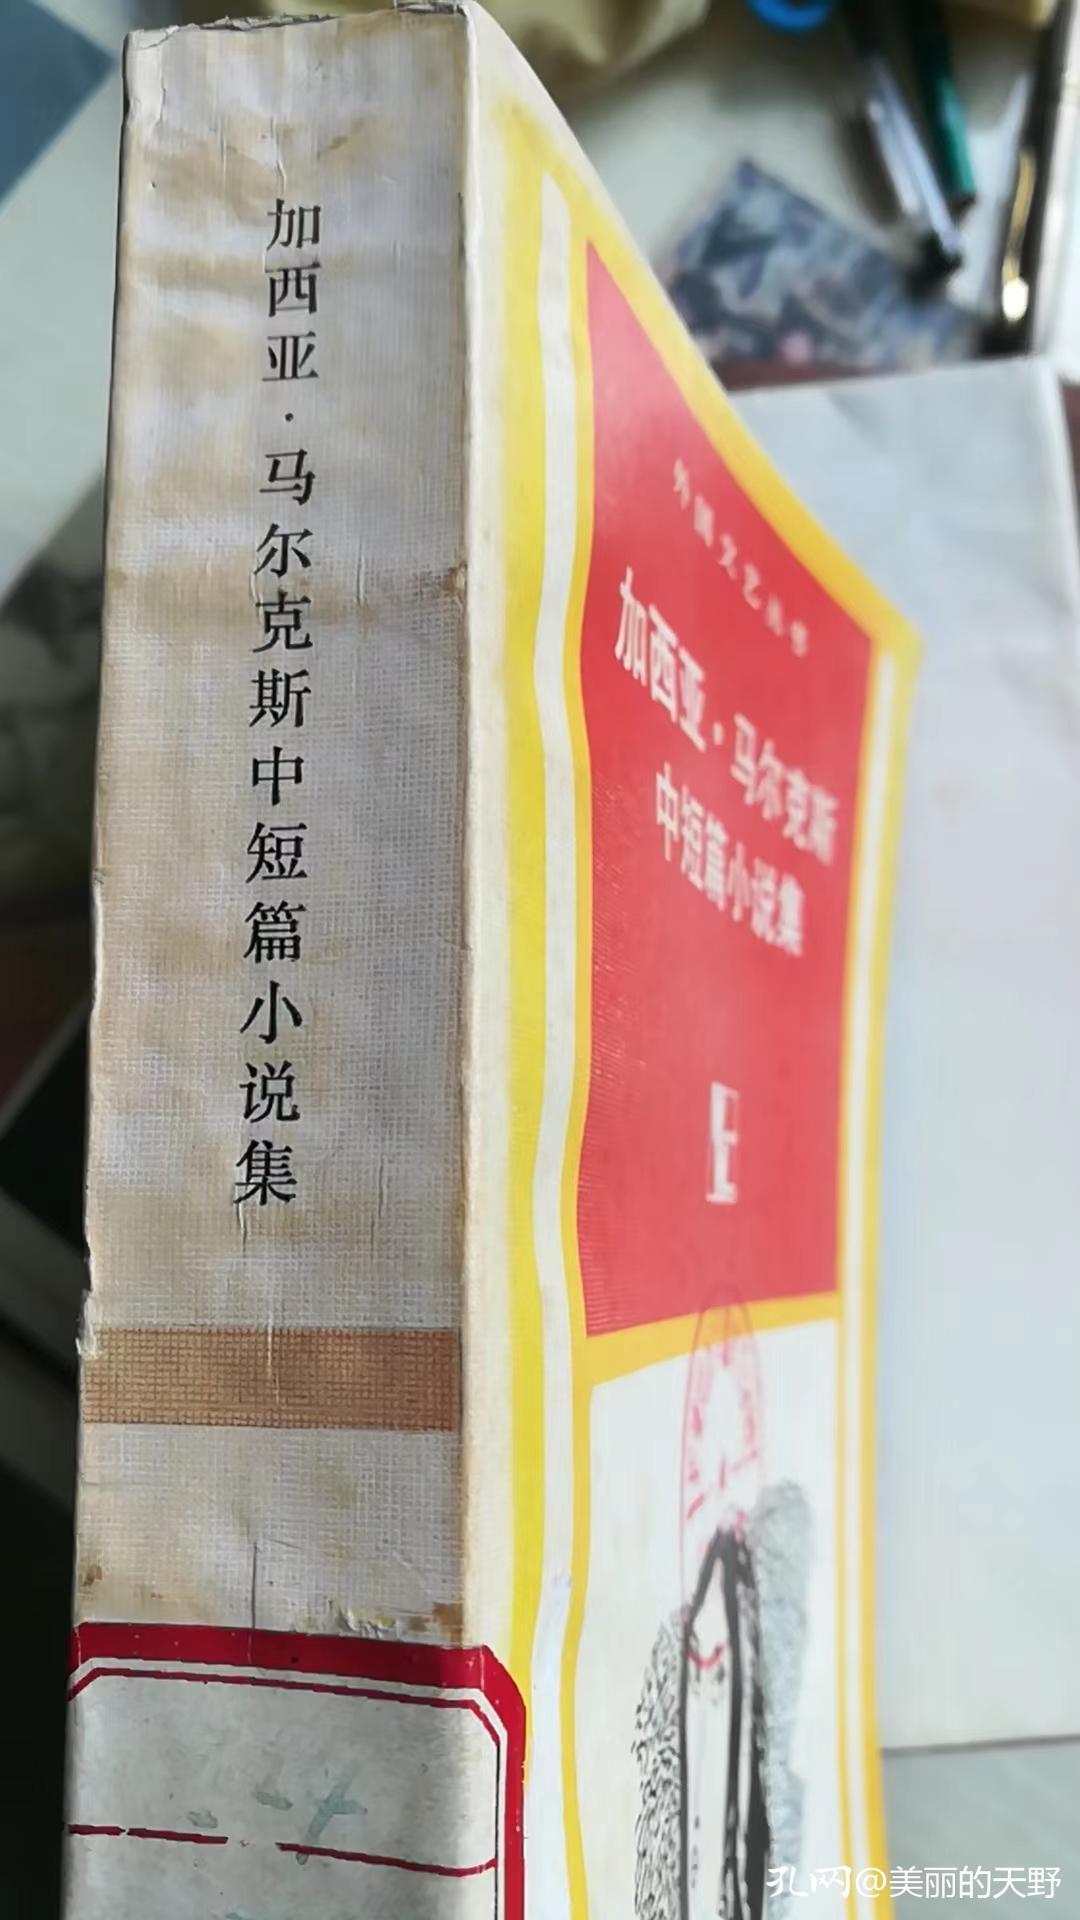 加西亚·马尔克斯中短篇小说集
外国文艺丛书
加西亚·马尔克斯
中短篇小说集
孔网@美丽的天野